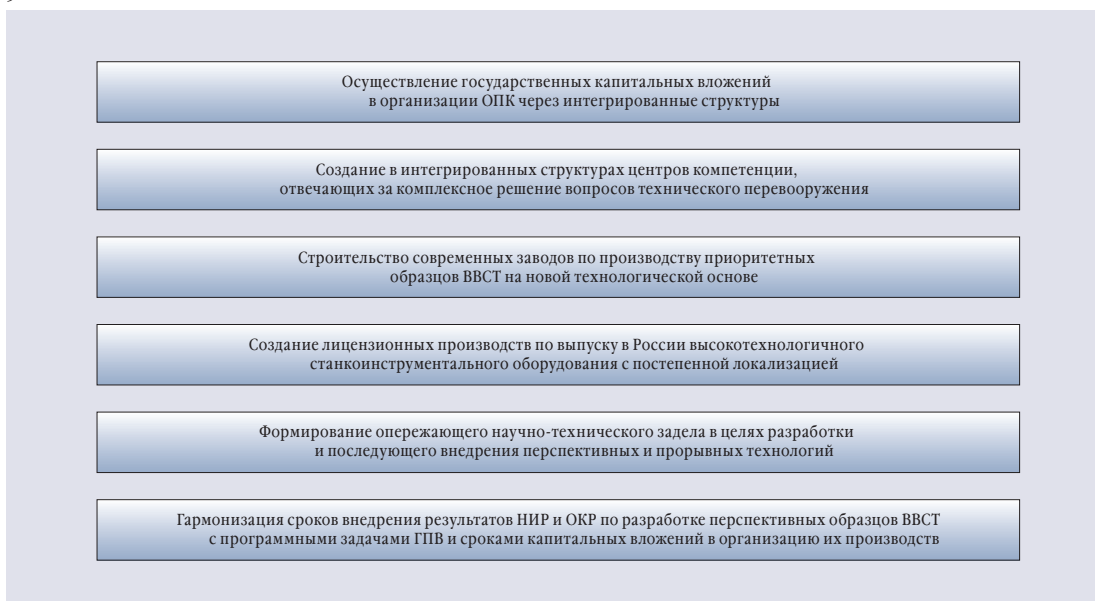 Осуществление государственных капитальных вложений
в организации ОПК через интегрированные структуры
Создание в интегрированных структурах центров компетенции,
отвечающих за комплексное решение вопросов технического перевооружения
Строительство современных заводов по производству приоритетных
образцов ВВСТ на новой технологической основе
Создание лицензионных производств по выпуску в России высокотехнологичного
станкоинструментального оборудования с постепенной локализацией
Формирование опережающего научно-технического задела в целях разработки
и последующего внедрения перспективных и прорывных технологий
Гармонизация сроков внедрения результатов НИР и ОКР по разработке перспективных образцов ВВСТ
с программными задачами ГПВ и сроками капитальных вложений в организацию их производств